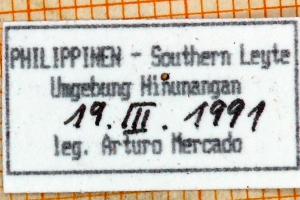 PHILIPPINEN - Southern Leyte
Umgebung Hinunangan
19. III. 1991
leg. Arturo Mercado